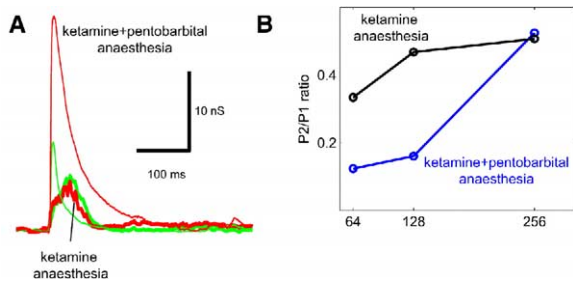 A
ketamine+pentobarbital
anaesthesia
10 nS
100 ms
ketamine
anaesthesia
B
ketamine
anaesthesia
P2/P1 ratio
0.4
0.2
ketamine+pentobarbital
anaesthesia
64
128
256